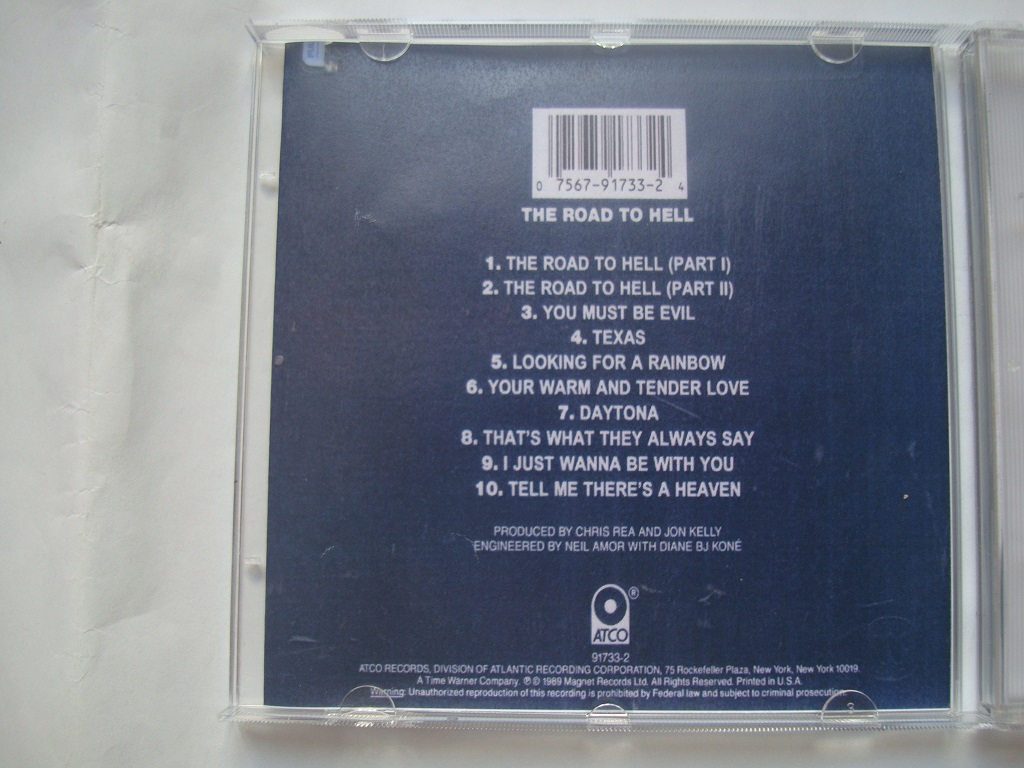 0 7567-91733-2 4
THE ROAD TO HELL
1. THE ROAD TO HELL (PART I)
2. THE ROAD TO HELL (PART II)
3. YOU MUST BE EVIL
4. TEXAS
5. LOOKING FOR A RAINBOW
6. YOUR WARM AND TENDER LOVE
7. DAYTONA
8. THAT'S WHAT THEY ALWAYS SAY
9. I JUST WANNA BE WITH YOU
10. TELL ME THERE'S A HEAVEN
PRODUCED BY CHRIS REA AND JON KELLY
ENGINEERED BY NEIL AMOR WITH DIANE BJ KONÉ
®
ATCO
91733-2
ATCO RECORDS, DIVISION OF ATLANTIC RECORDING CORPORATION, 75 Rockefeller Plaza, New York, New York 10019.
A Time Warner Company. ℗© 1989 Magnet Records Ltd. All Rights Reserved. Printed in U.S.A.
Warning: Unauthorized reproduction of this recording is prohibited by Federal law and subject to criminal prosecution.